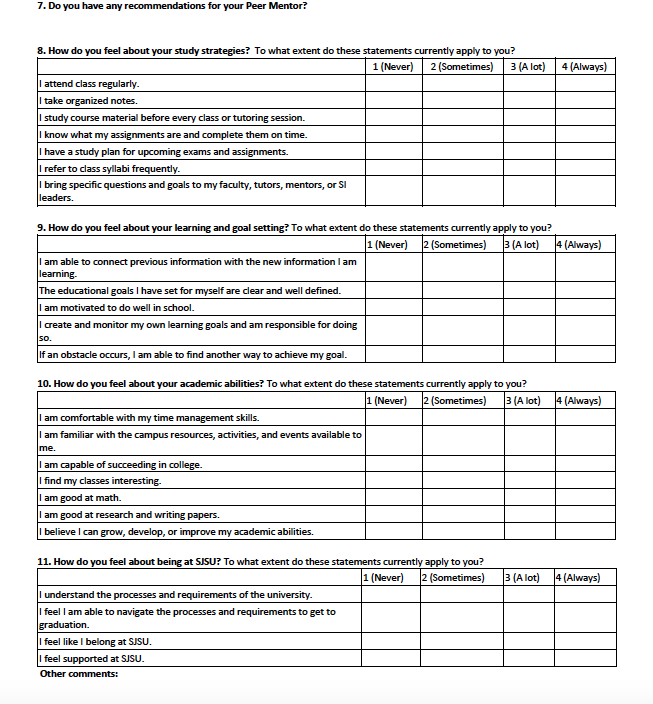 7. Do you have any recommendations for your Peer Mentor?
8. How do you feel about your study strategies? To what extent do these statements currently apply to you?
1 (Never) 2 (Sometimes) 3 (A lot) 4 (Always)
I attend class regularly.
I take organized notes.
I study course material before every class or tutoring session.
I know what my assignments are and complete them on time.
I have a study plan for upcoming exams and assignments.
I refer to class syllabi frequently.
I bring specific questions and goals to my faculty, tutors, mentors, or SI
leaders.
9. How do you feel about your learning and goal setting? To what extent do these statements currently apply to you?
1 (Never) 2 (Sometimes) 3 (A lot) 4 (Always)
I am able to connect previous information with the new information I am
learning.
The educational goals I have set for myself are clear and well defined.
I am motivated to do well in school.
I create and monitor my own learning goals and am responsible for doing
so.
If an obstacle occurs, I am able to find another way to achieve my goal.
10. How do you feel about your academic abilities? To what extent do these statements currently apply to you?
1 (Never) 2 (Sometimes) 3 (A lot) 4 (Always)
I am comfortable with my time management skills.
I am familiar with the campus resources, activities, and events available to
me.
I am capable of succeeding in college.
I find my classes interesting.
I am good at math.
I am good at research and writing papers.
I believe I can grow, develop, or improve my academic abilities.
11. How do you feel about being at SJSU? To what extent do these statements currently apply to you?
1 (Never) 2 (Sometimes) 3 (A lot) 4 (Always)
I understand the processes and requirements of the university.
I feel I am able to navigate the processes and requirements to get to
graduation.
I feel like I belong at SJSU.
I feel supported at SJSU.
Other comments: